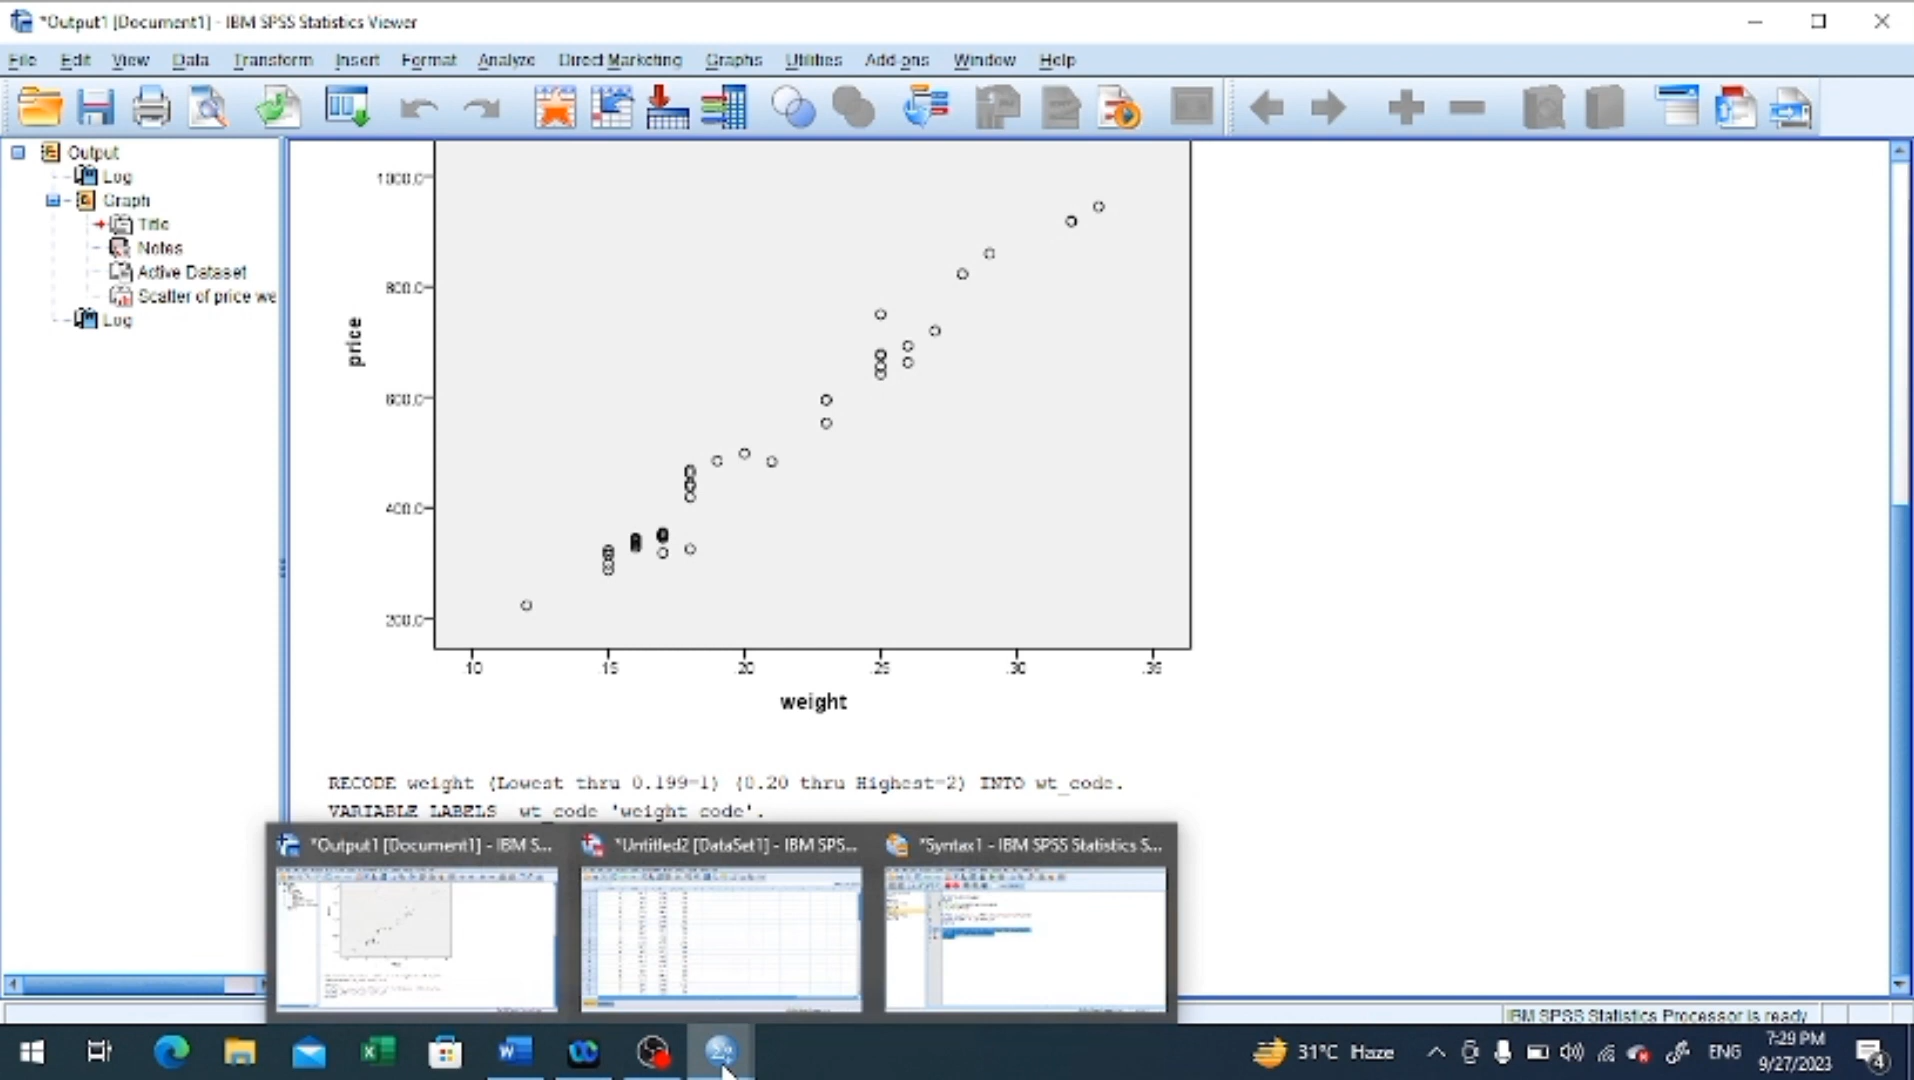 *Output1 [Document1] - IBM SPSS Statistics Viewer
File Edit View Data Transform Insert Format Analyze Direct Marketing Graphs Utilities Add-ons Window Help
Output
Log
Graph
Title
Notes
Active Dataset
Scatter of price we
Log
1000.0
800.0
600.0
400.0
200.0
price
.10 .15 .20 .25 .30 .35
weight
RECODE weight (Lowest thru 0.199=1) (0.20 thru Highest=2) INTO wt_code.
VARIABLE LABELS wt_code 'weight code'.
*Output1 [Document1] - IBM S...
*Untitled2 [DataSet1] - IBM SPS...
*Syntax1 - IBM SPSS Statistics S...
IBM SPSS Statistics Processor is ready
31°C Haze
ENG
7:29 PM
9/27/2023
4